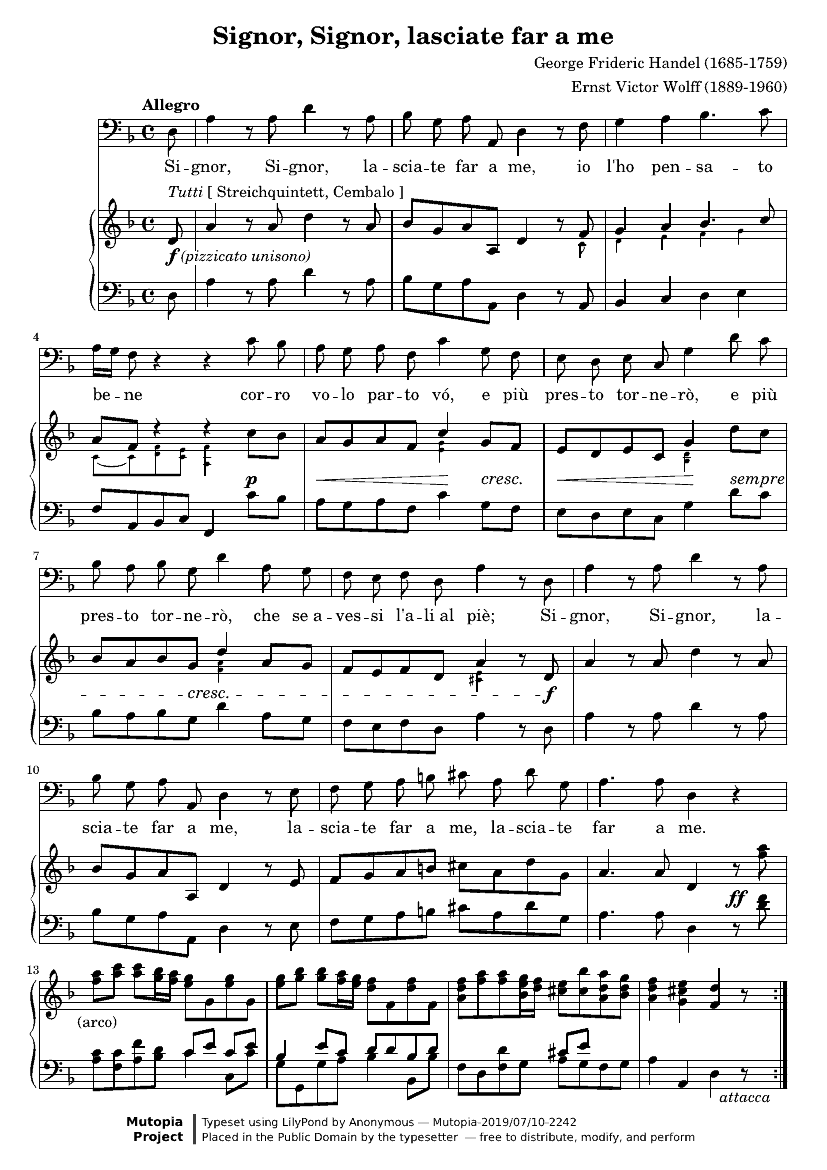 Signor, Signor, lasciate far a me
George Frideric Handel (1685-1759)
Ernst Victor Wolff (1889-1960)
Allegro
Si - gnor, Si - gnor, la - scia - te far a me, io l'ho pen - sa - to
Tutti [ Streichquintett, Cembalo ]
f (pizzicato unisono)
4
be - ne cor - ro vo - lo par - to vó, e più pres - to tor - ne - rò, e più
p cresc. sempre
7
pres - to tor - ne - rò, che se a - ves - si l'a - li al piè; Si - gnor, Si - gnor, la -
cresc. f
10
scia - te far a me, la - scia - te far a me, la - scia - te far a me.
ff
13
(arco)
attacca
Mutopia Project
Typeset using LilyPond by Anonymous — Mutopia-2019/07/10-2242
Placed in the Public Domain by the typesetter — free to distribute, modify, and perform